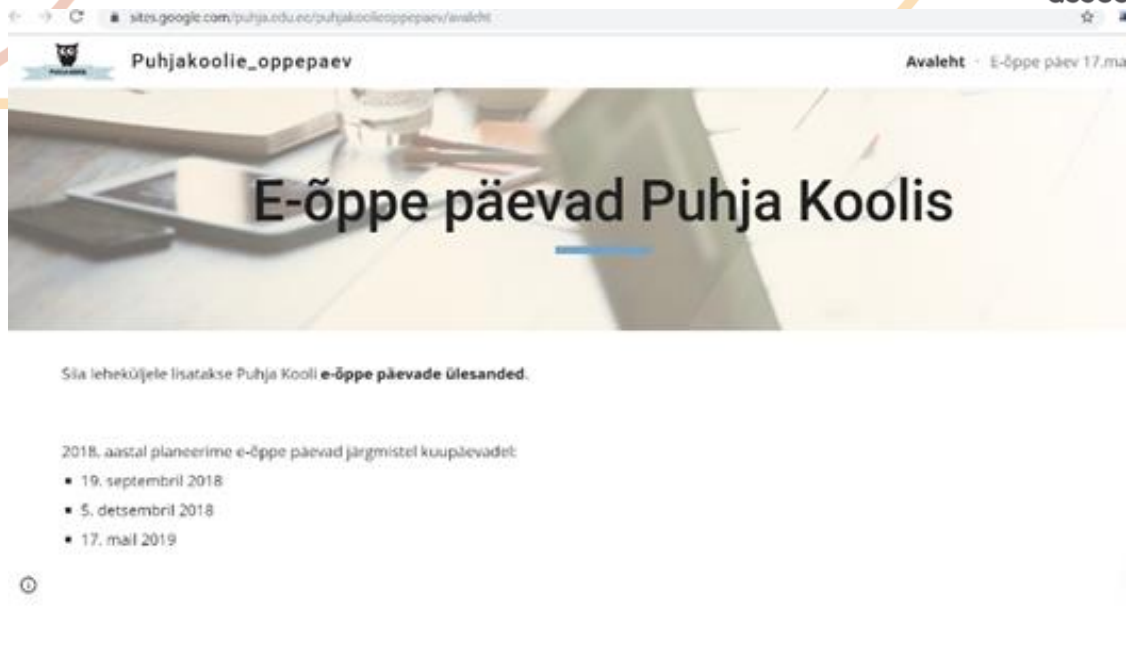 sites.google.com/puhja.edu.ee/puhjakoolieoppepaev/avaleht
Puhjakoolie_oppepaev
Avaleht
E-õppe päev 17.ma
E-õppe päevad Puhja Koolis
Siia leheküljele lisatakse Puhja Kooli e-õppe päevade ülesanded.
2018. aastal planeerime e-õppe päevad järgmistel kuupäevadel:
19. septembril 2018
5. detsembril 2018
17. mail 2019